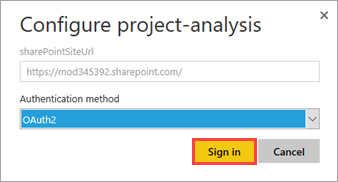 Configure project-analysis
sharePointSiteUrl
https://mod345392.sharepoint.com/
Authentication method
OAuth2
Sign in Cancel